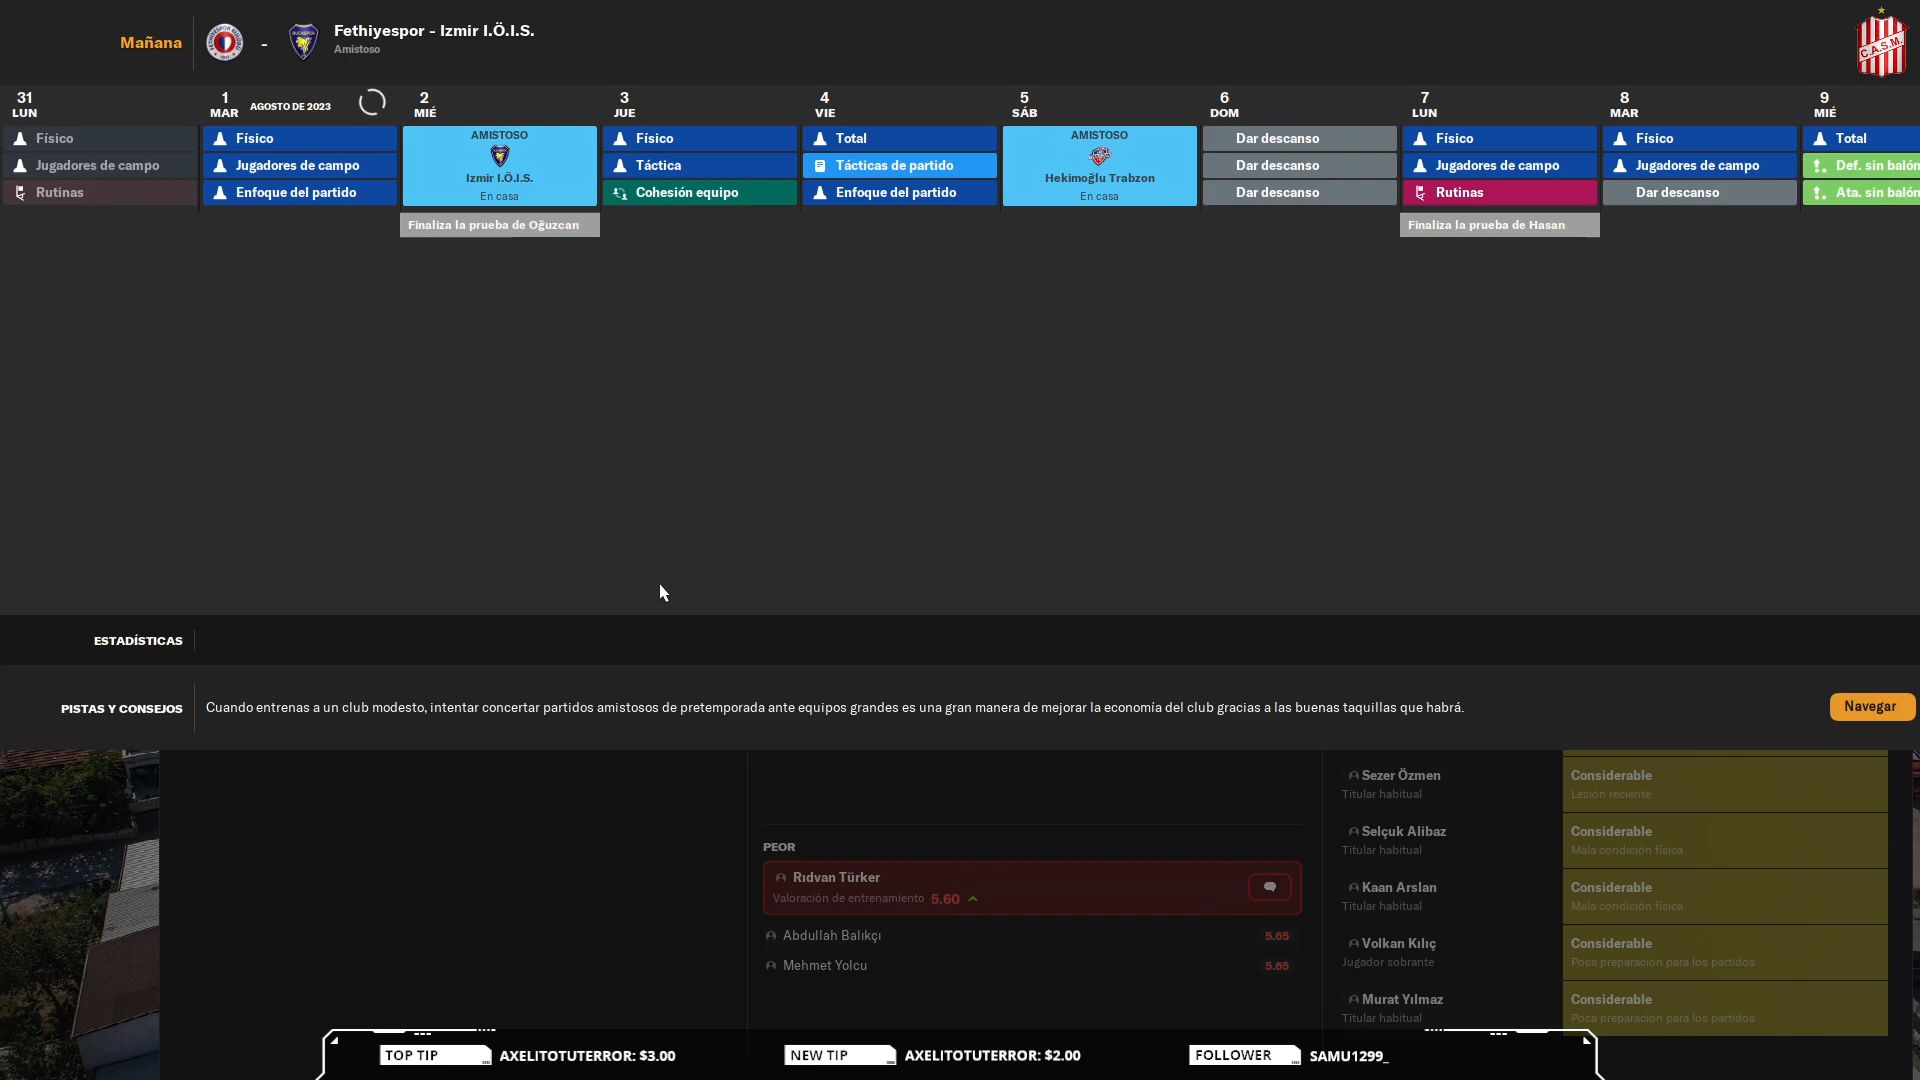 Mañana
Fethiyespor - Izmir I.Ö.I.S.
Amistoso
C.A.S.M.
31
LUN
1
MAR
AGOSTO DE 2023
2
MIÉ
3
JUE
4
VIE
5
SÁB
6
DOM
7
LUN
8
MAR
9
MIÉ
Físico
Jugadores de campo
Rutinas
Físico
Jugadores de campo
Enfoque del partido
AMISTOSO
Izmir I.Ö.I.S.
En casa
Finaliza la prueba de Oğuzcan
Físico
Táctica
Cohesión equipo
Total
Tácticas de partido
Enfoque del partido
AMISTOSO
Hekimoğlu Trabzon
En casa
Dar descanso
Dar descanso
Dar descanso
Físico
Jugadores de campo
Rutinas
Finaliza la prueba de Hasan
Físico
Jugadores de campo
Dar descanso
Total
Def. sin balón
Ata. sin balón
ESTADÍSTICAS
PISTAS Y CONSEJOS
Cuando entrenas a un club modesto, intentar concertar partidos amistosos de pretemporada ante equipos grandes es una gran manera de mejorar la economía del club gracias a las buenas taquillas que habrá.
Navegar
PEOR
Rıdvan Türker
Valoración de entrenamiento 5.60
Abdullah Balıkçı 5.65
Mehmet Yolcu 5.65
Sezer Özmen
Titular habitual
Considerable
Lesión reciente
Selçuk Alibaz
Titular habitual
Considerable
Mala condición física
Kaan Arslan
Titular habitual
Considerable
Mala condición física
Volkan Kılıç
Jugador sobrante
Considerable
Poca preparación para los partidos
Murat Yılmaz
Titular habitual
Considerable
Poca preparación para los partidos
TOP TIP AXELITOTUTERROR: $3.00
NEW TIP AXELITOTUTERROR: $2.00
FOLLOWER SAMU1299_